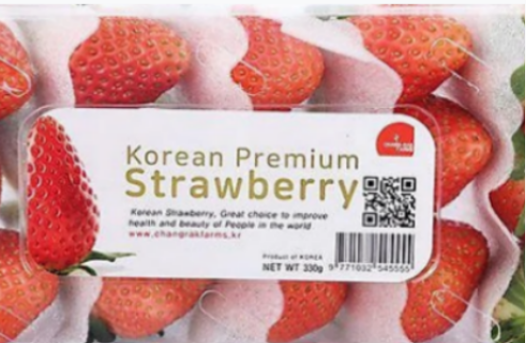 Korean Premium
Strawberry
Korean Strawberry, Great choice to improve
health and beauty of People in the world
www.changrakfarms.kr
Product of KOREA
NET WT 330g
9 771032 545555